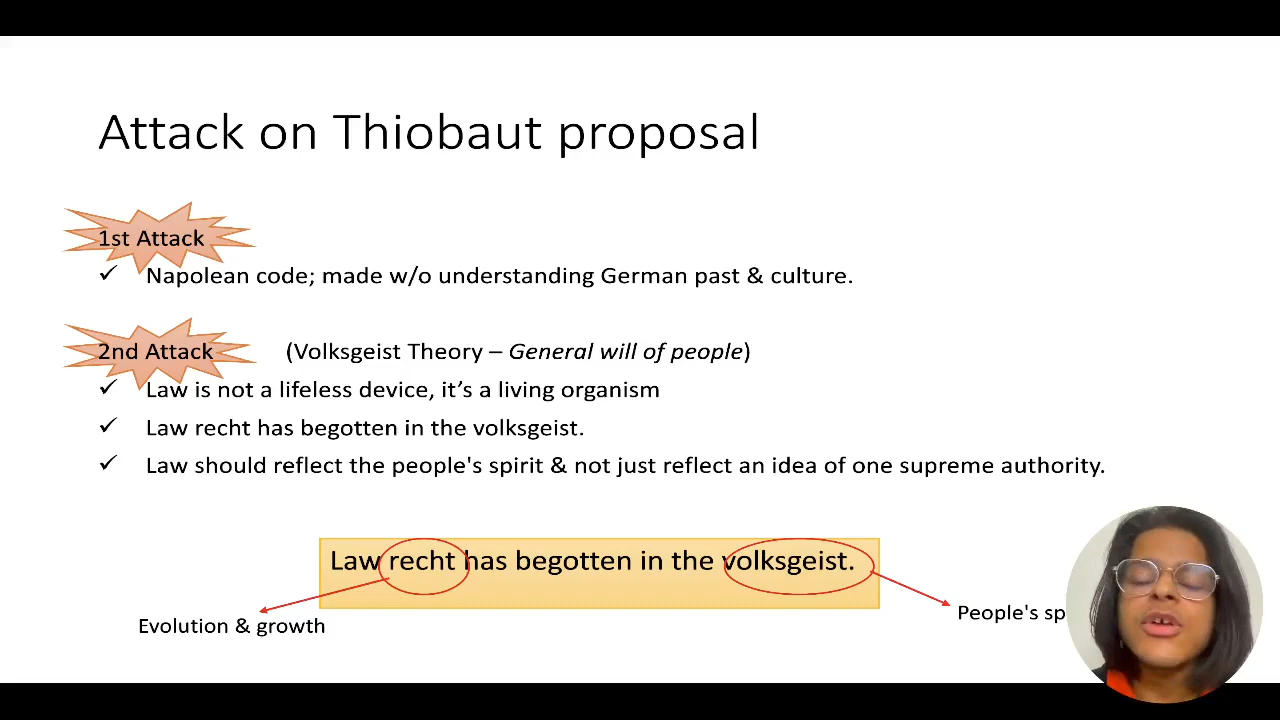 Attack on Thiobaut proposal
1st Attack
✓ Napolean code; made w/o understanding German past & culture.
2nd Attack (Volksgeist Theory – General will of people)
✓ Law is not a lifeless device, it’s a living organism
✓ Law recht has begotten in the volksgeist.
✓ Law should reflect the people's spirit & not just reflect an idea of one supreme authority.
Law recht has begotten in the volksgeist.
Evolution & growth
People's sp